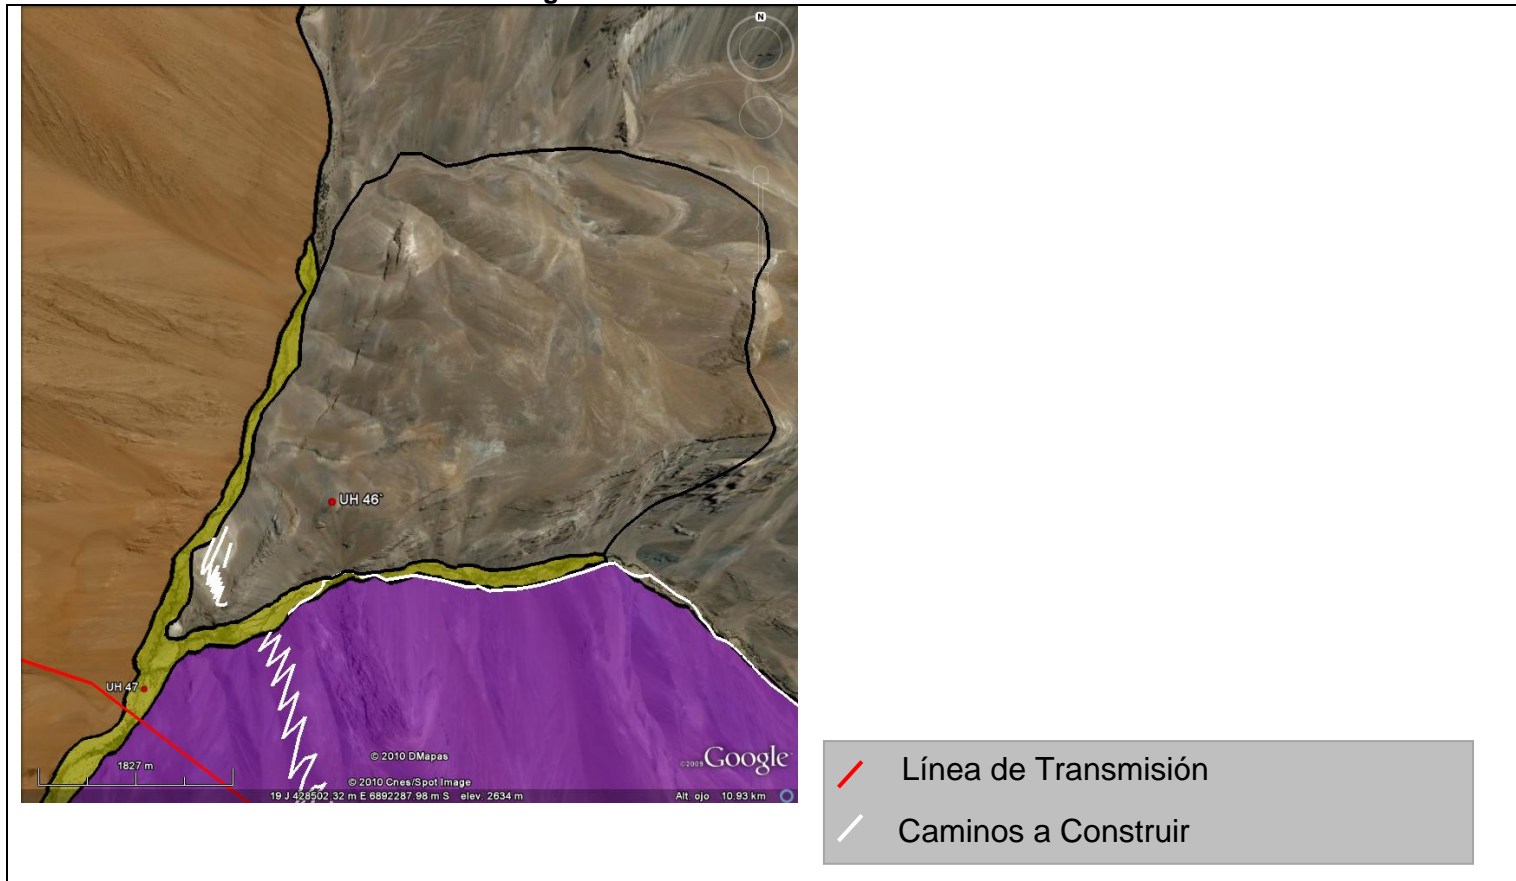 N
UH 46`
UH 47
1827 m
© 2010 DMapas
© 2010 Cnes/Spot Image
©2009 Google
19 J 428502.32 m E 6892287.98 m S elev. 2634 m
Alt. ojo 10.93 km
Línea de Transmisión
Caminos a Construir